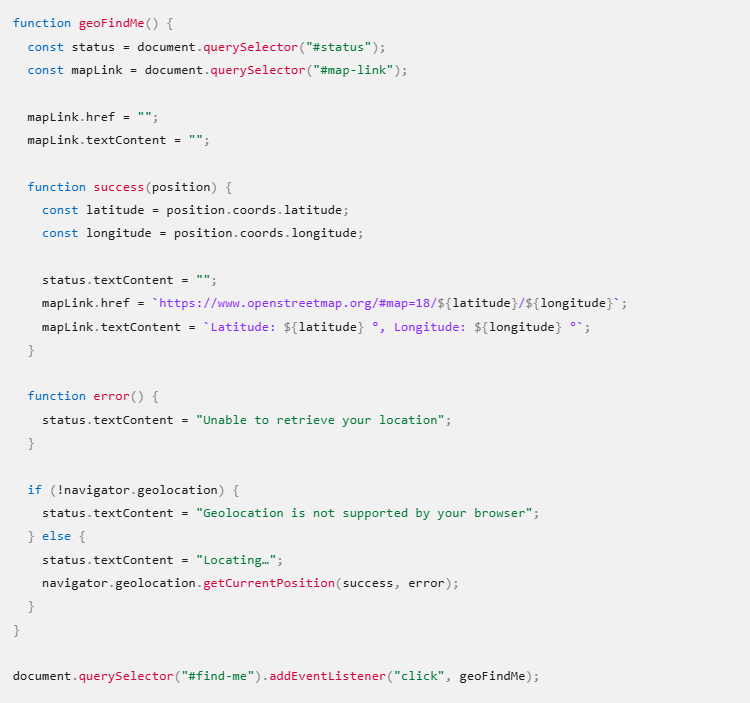 function geoFindMe() {
  const status = document.querySelector("#status");
  const mapLink = document.querySelector("#map-link");

  mapLink.href = "";
  mapLink.textContent = "";

  function success(position) {
    const latitude = position.coords.latitude;
    const longitude = position.coords.longitude;

    status.textContent = "";
    mapLink.href = `https://www.openstreetmap.org/#map=18/${latitude}/${longitude}`;
    mapLink.textContent = `Latitude: ${latitude} °, Longitude: ${longitude} °`;
  }

  function error() {
    status.textContent = "Unable to retrieve your location";
  }

  if (!navigator.geolocation) {
    status.textContent = "Geolocation is not supported by your browser";
  } else {
    status.textContent = "Locating…";
    navigator.geolocation.getCurrentPosition(success, error);
  }
}

document.querySelector("#find-me").addEventListener("click", geoFindMe);